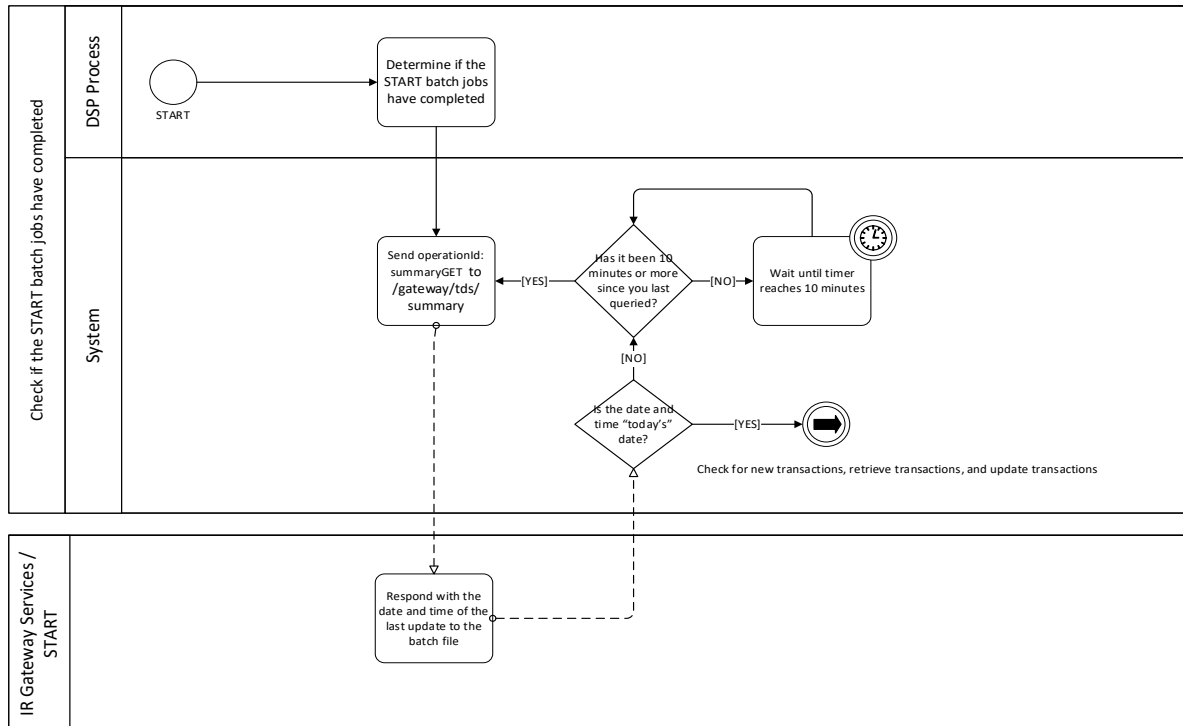 Check if the START batch jobs have completed
DSP Process
START
Determine if the
START batch jobs
have completed
System
Send operationId:
summaryGET to
/gateway/tds/
summary
[YES]
Has it been 10
minutes or more
since you last
queried?
[NO]
Wait until timer
reaches 10 minutes
[NO]
Is the date and
time “today’s”
date?
[YES]
Check for new transactions, retrieve transactions, and update transactions
IR Gateway Services /
START
Respond with the
date and time of the
last update to the
batch file